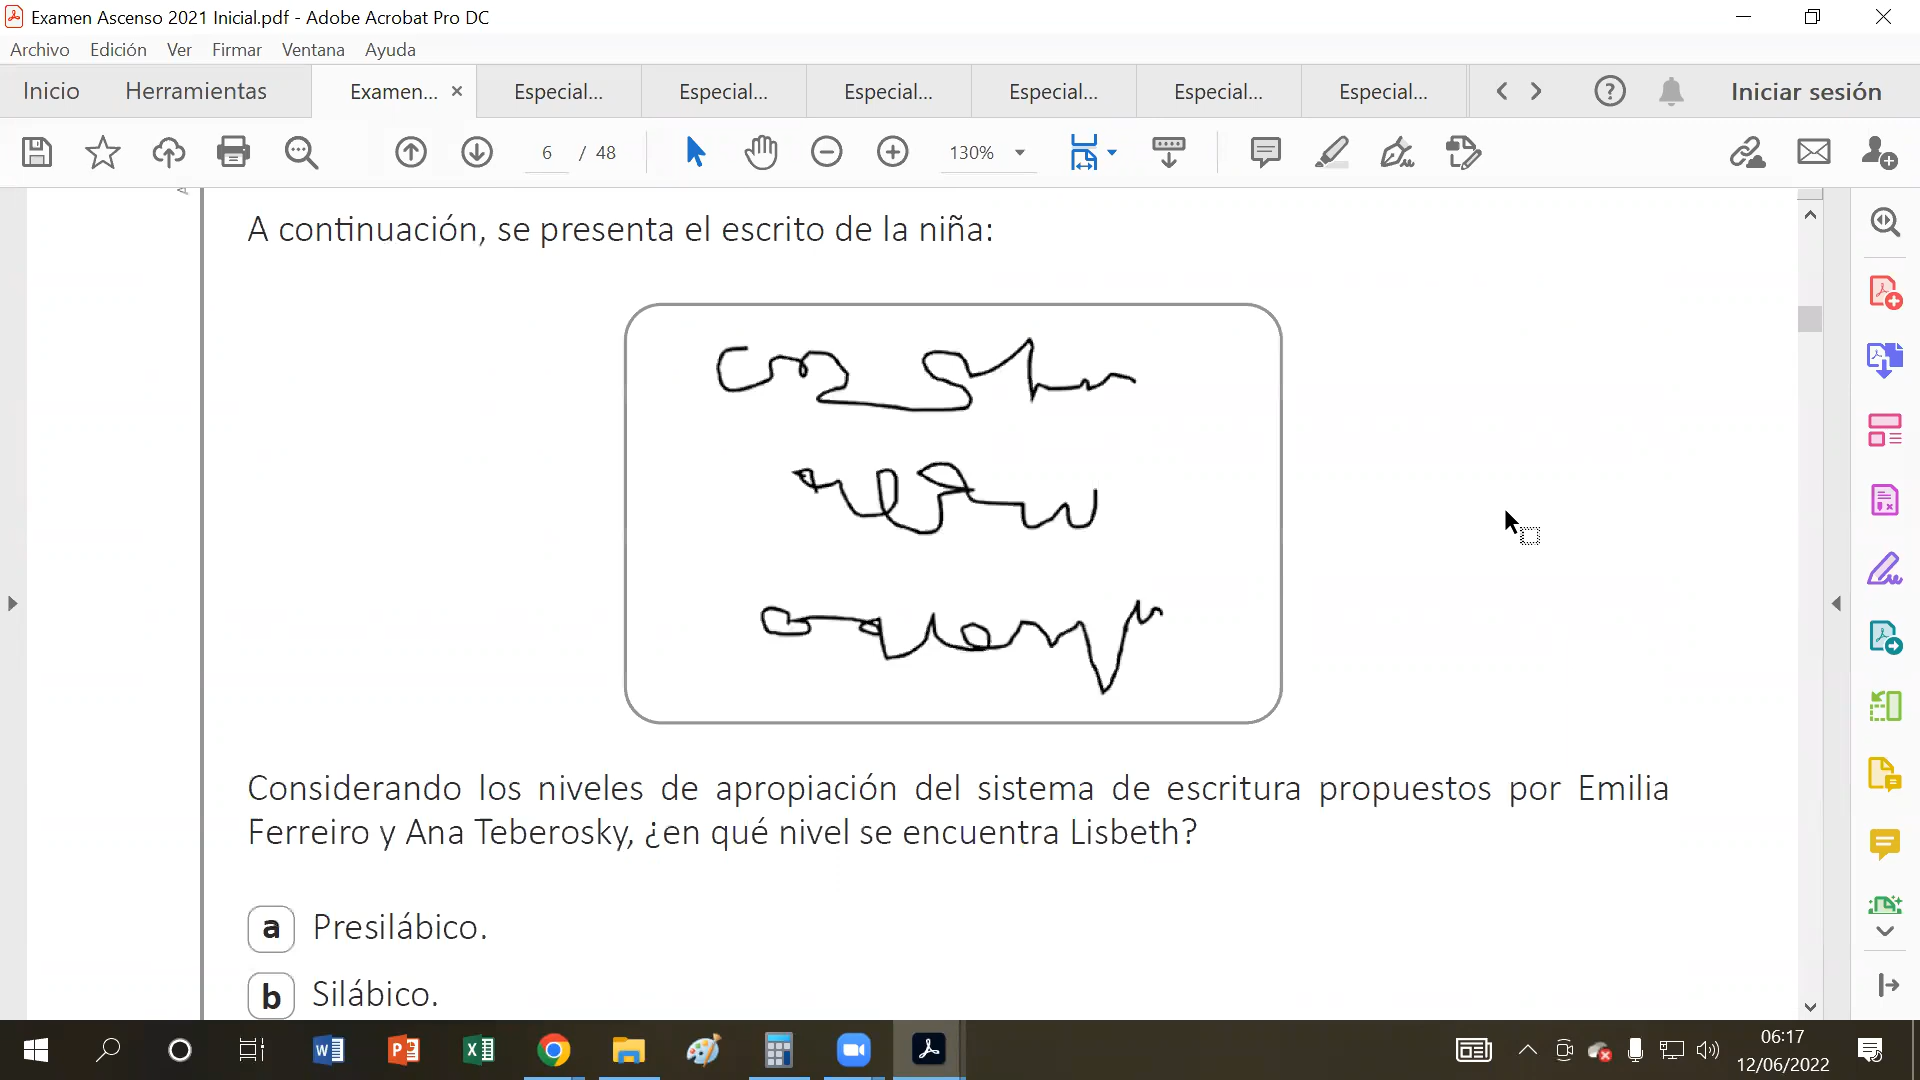 Examen Ascenso 2021 Inicial.pdf - Adobe Acrobat Pro DC
Archivo Edición Ver Firmar Ventana Ayuda
Inicio Herramientas Examen... × Especial... Especial... Especial... Especial... Especial... Especial... Iniciar sesión
6 / 48 130%
A continuación, se presenta el escrito de la niña:
Considerando los niveles de apropiación del sistema de escritura propuestos por Emilia
Ferreiro y Ana Teberosky, ¿en qué nivel se encuentra Lisbeth?
a Presilábico.
b Silábico.
06:17
12/06/2022